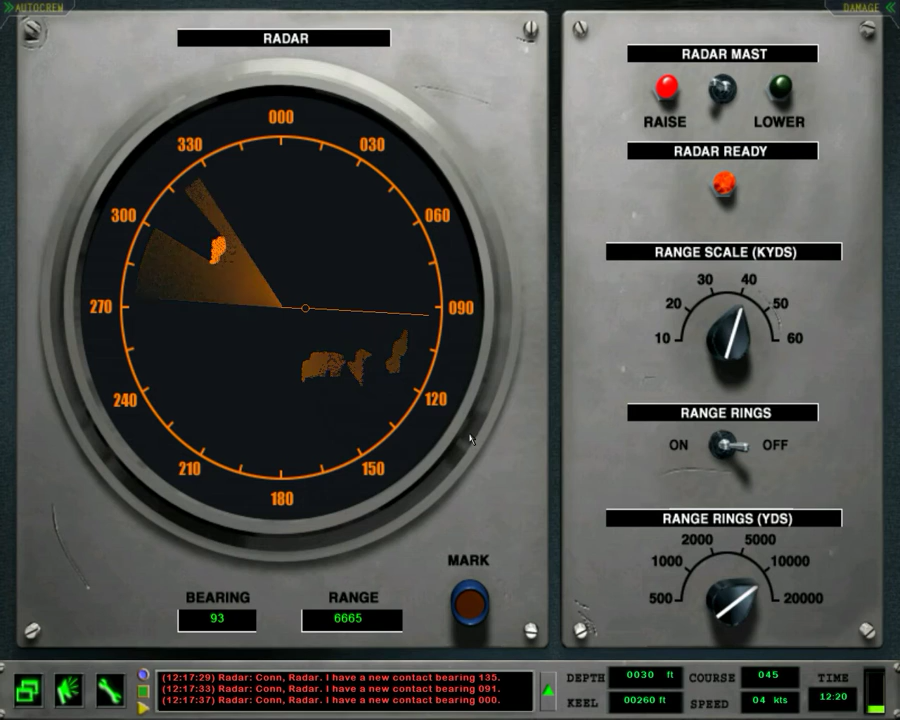 AUTOCREW
DAMAGE
RADAR
000
030
060
090
120
150
180
210
240
270
300
330
BEARING
93
RANGE
6665
MARK
RADAR MAST
RAISE
LOWER
RADAR READY
RANGE SCALE (KYDS)
10
20
30
40
50
60
RANGE RINGS
ON
OFF
RANGE RINGS (YDS)
500
1000
2000
5000
10000
20000
(12:17:29) Radar: Conn, Radar. I have a new contact bearing 135.
(12:17:33) Radar: Conn, Radar. I have a new contact bearing 091.
(12:17:37) Radar: Conn, Radar. I have a new contact bearing 000.
DEPTH 0030 ft COURSE 045 TIME
KEEL 00260 ft SPEED 04 kts 12:20